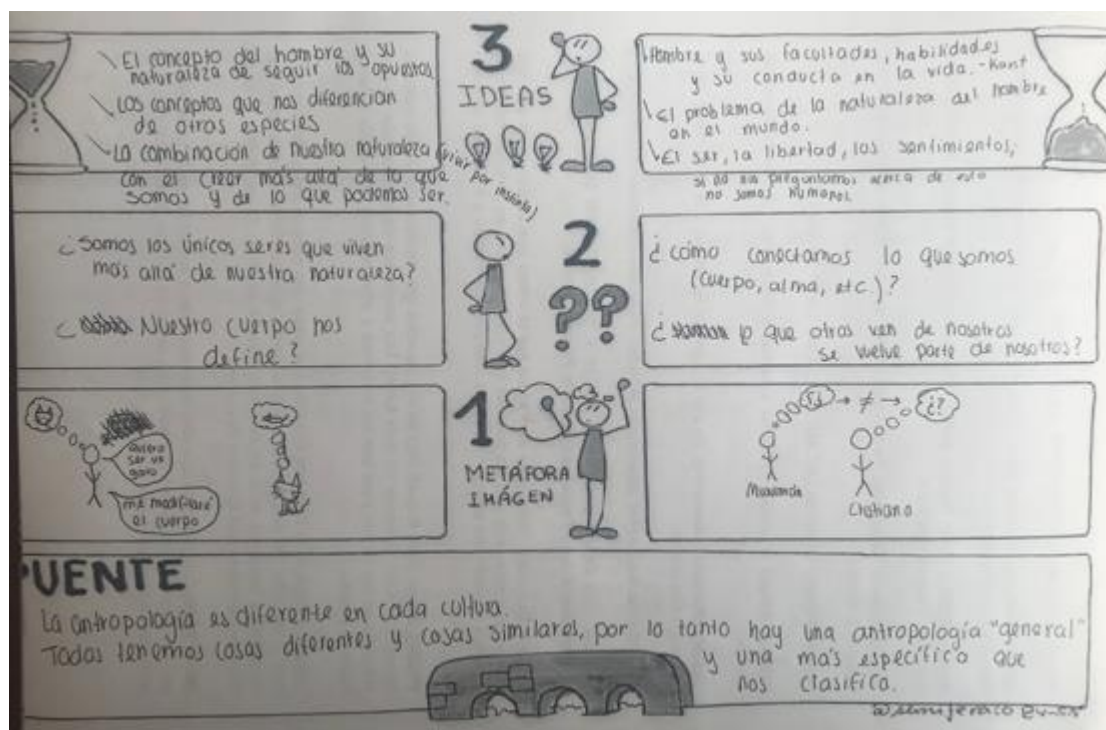 \ El concepto del hombre y su
naturaleza de seguir los opuestos
\ Los conceptos que nos diferencian
de otras especies
\ La combinación de nuestra naturaleza (vivir por instinto)
con el creer más allá de lo que
somos y de lo que podemos ser.
3
IDEAS
Hombre y sus facultades, habilidades
y su conducta en la vida. - Kant
El problema de la naturaleza del hombre
en el mundo.
El ser, la libertad, los sentimientos,
si no nos preguntamos acerca de esto
no somos humanos.
¿Somos los únicos seres que viven
más allá de nuestra naturaleza?
¿ Nuestro cuerpo nos
define?
2
??
¿cómo conectamos lo que somos
(cuerpo, alma, etc.)?
¿ lo que otros ven de nosotros
se vuelve parte de nosotros?
quiero
ser un
gato
me modificaré
el cuerpo
1
METÁFORA
IMÁGEN
≠
¿?
Cristiano
PUENTE
La antropología es diferente en cada cultura.
Todos tenemos cosas diferentes y cosas similares, por lo tanto hay una antropología "general"
y una más específico que
nos clasifica.